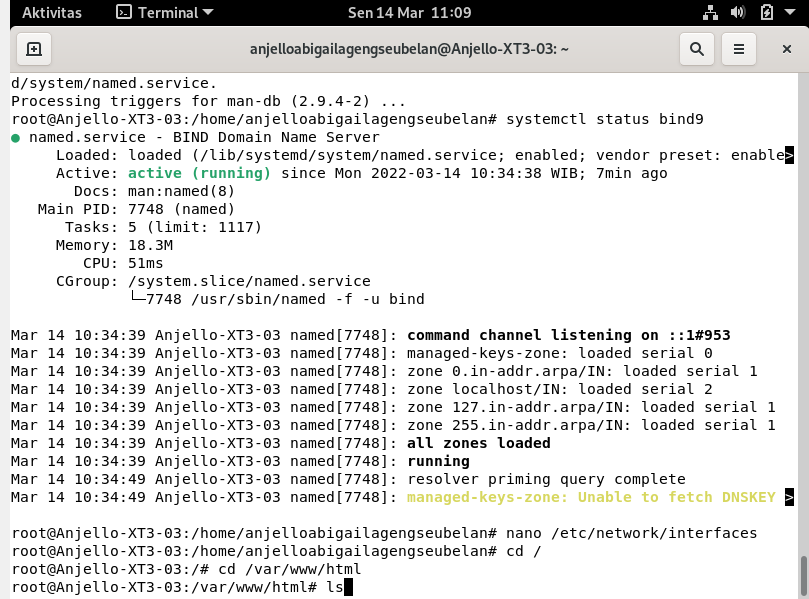 Aktivitas Terminal Sen 14 Mar 11:09
anjelloabigailagengseubelan@Anjello-XT3-03: ~
d/system/named.service.
Processing triggers for man-db (2.9.4-2) ...
root@Anjello-XT3-03:/home/anjelloabigailagengseubelan# systemctl status bind9
● named.service - BIND Domain Name Server
     Loaded: loaded (/lib/systemd/system/named.service; enabled; vendor preset: enable>
     Active: active (running) since Mon 2022-03-14 10:34:38 WIB; 7min ago
       Docs: man:named(8)
   Main PID: 7748 (named)
      Tasks: 5 (limit: 1117)
     Memory: 18.3M
        CPU: 51ms
     CGroup: /system.slice/named.service
             └─7748 /usr/sbin/named -f -u bind
Mar 14 10:34:39 Anjello-XT3-03 named[7748]: command channel listening on ::1#953
Mar 14 10:34:39 Anjello-XT3-03 named[7748]: managed-keys-zone: loaded serial 0
Mar 14 10:34:39 Anjello-XT3-03 named[7748]: zone 0.in-addr.arpa/IN: loaded serial 1
Mar 14 10:34:39 Anjello-XT3-03 named[7748]: zone localhost/IN: loaded serial 2
Mar 14 10:34:39 Anjello-XT3-03 named[7748]: zone 127.in-addr.arpa/IN: loaded serial 1
Mar 14 10:34:39 Anjello-XT3-03 named[7748]: zone 255.in-addr.arpa/IN: loaded serial 1
Mar 14 10:34:39 Anjello-XT3-03 named[7748]: all zones loaded
Mar 14 10:34:39 Anjello-XT3-03 named[7748]: running
Mar 14 10:34:49 Anjello-XT3-03 named[7748]: resolver priming query complete
Mar 14 10:34:49 Anjello-XT3-03 named[7748]: managed-keys-zone: Unable to fetch DNSKEY >
root@Anjello-XT3-03:/home/anjelloabigailagengseubelan# nano /etc/network/interfaces
root@Anjello-XT3-03:/home/anjelloabigailagengseubelan# cd /
root@Anjello-XT3-03:/# cd /var/www/html
root@Anjello-XT3-03:/var/www/html# ls